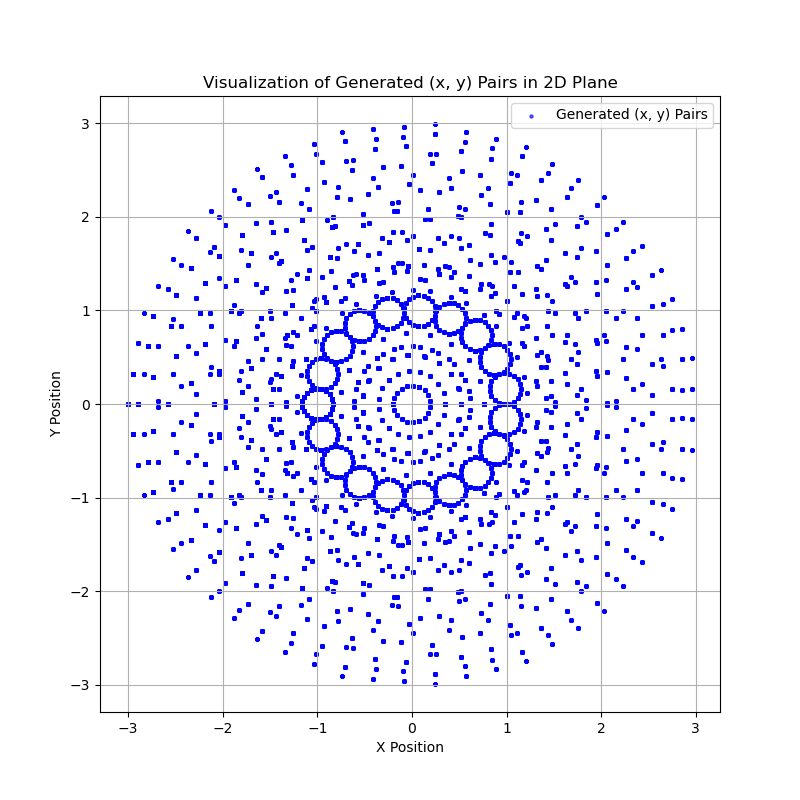 Visualization of Generated (x, y) Pairs in 2D Plane
Generated (x, y) Pairs
3
2
1
0
−1
−2
−3
Y Position
−3 −2 −1 0 1 2 3
X Position